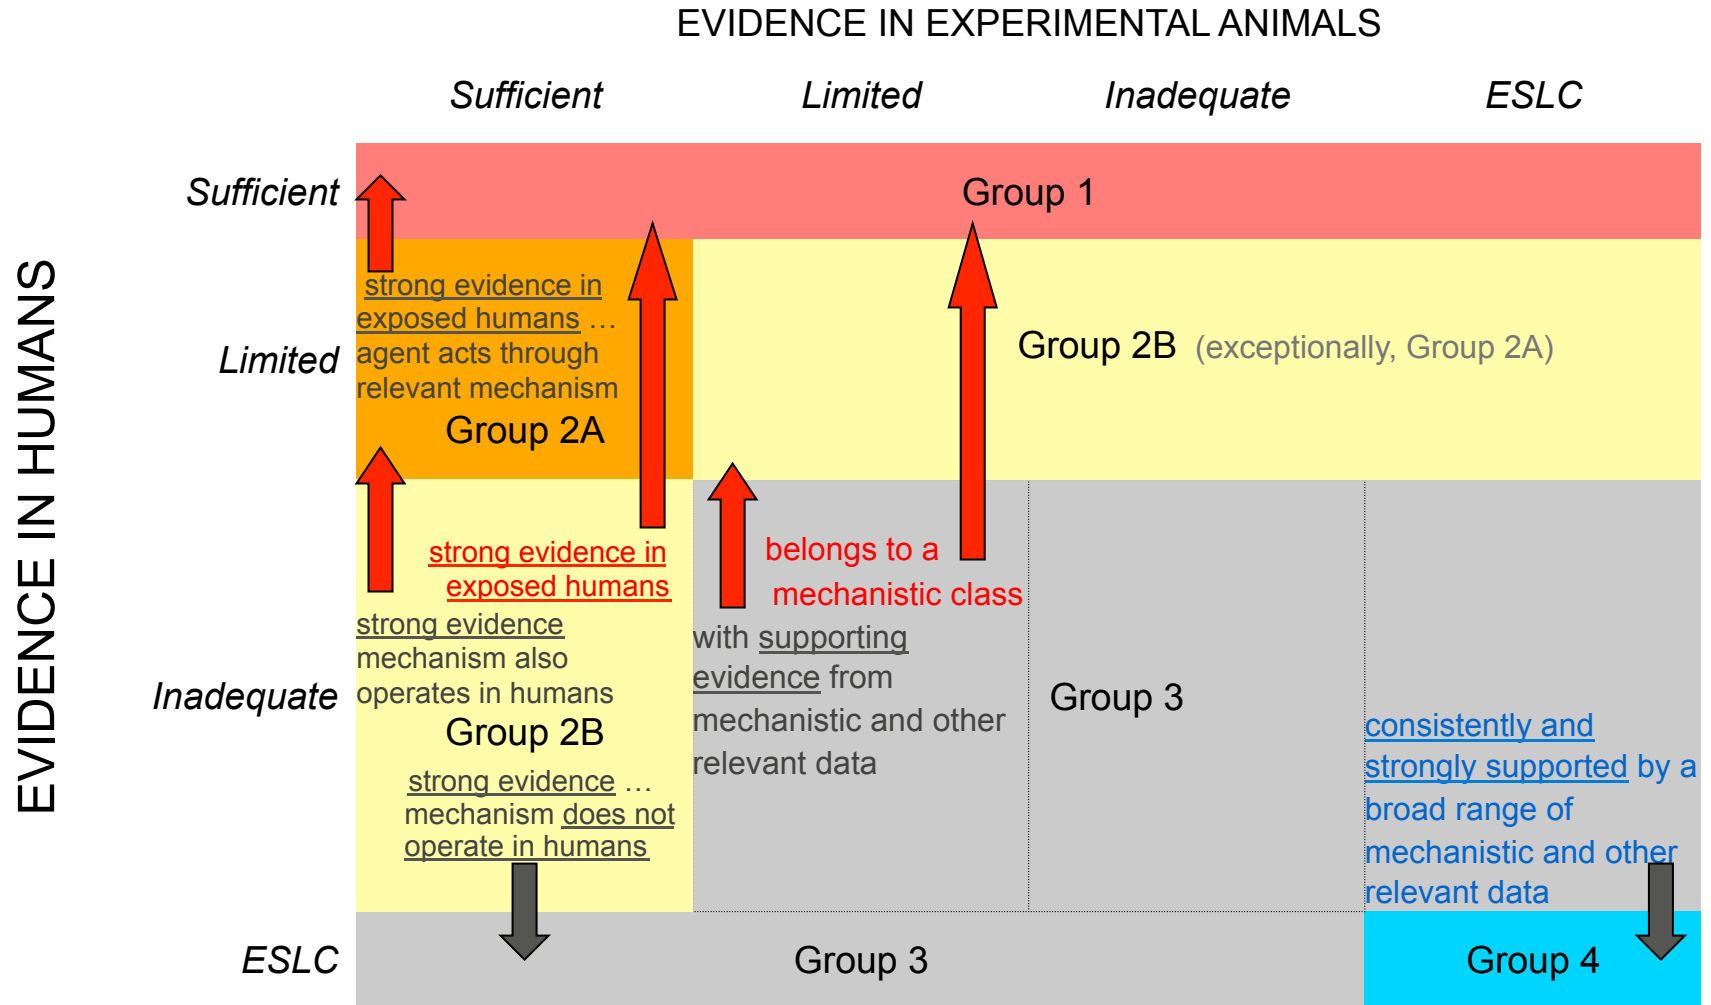 EVIDENCE IN EXPERIMENTAL ANIMALS
Sufficient
Limited
Inadequate
ESLC
EVIDENCE IN HUMANS
Sufficient
Group 1
Limited
strong evidence in
exposed humans …
agent acts through
relevant mechanism
Group 2A
Group 2B (exceptionally, Group 2A)
Inadequate
strong evidence in
exposed humans
strong evidence
mechanism also
operates in humans
Group 2B
strong evidence …
mechanism does not
operate in humans
belongs to a
mechanistic class
with supporting
evidence from
mechanistic and other
relevant data
Group 3
consistently and
strongly supported by a
broad range of
mechanistic and other
relevant data
ESLC
Group 3
Group 4